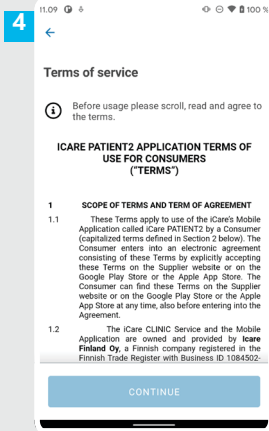 4
11.09 100 %
Terms of service
Before usage please scroll, read and agree to
the terms.
ICARE PATIENT2 APPLICATION TERMS OF
USE FOR CONSUMERS
("TERMS")
1 SCOPE OF TERMS AND TERM OF AGREEMENT
1.1 These Terms apply to use of the iCare's Mobile
Application called iCare PATIENT2 by a Consumer
(capitalized terms defined in Section 2 below). The
Consumer enters into an electronic agreement
consisting of these Terms by explicitly accepting
these Terms on the Supplier website or on the
Google Play Store or the Apple App Store. The
Consumer can find these Terms on the Supplier
website or on the Google Play Store or the Apple
App Store at any time, also before entering into the
Agreement.
1.2 The iCare CLINIC Service and the Mobile
Application are owned and provided by Icare
Finland Oy, a Finnish company registered in the
Finnish Trade Register with Business ID 1084502-
CONTINUE